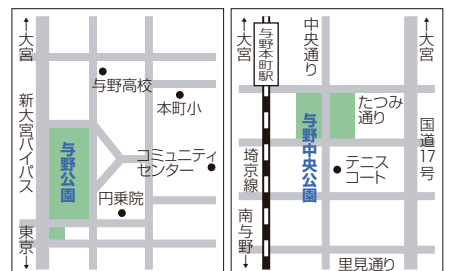 ←大宮
与野高校
本町小
新大宮バイパス
与野公園
コミュニティ
センター
円乗院
東京→
←大宮
与野本町駅
中央通り
←大宮
たつみ
通り
与野中央公園
国道17号
テニス
コート
埼京線
南与野→
里見通り